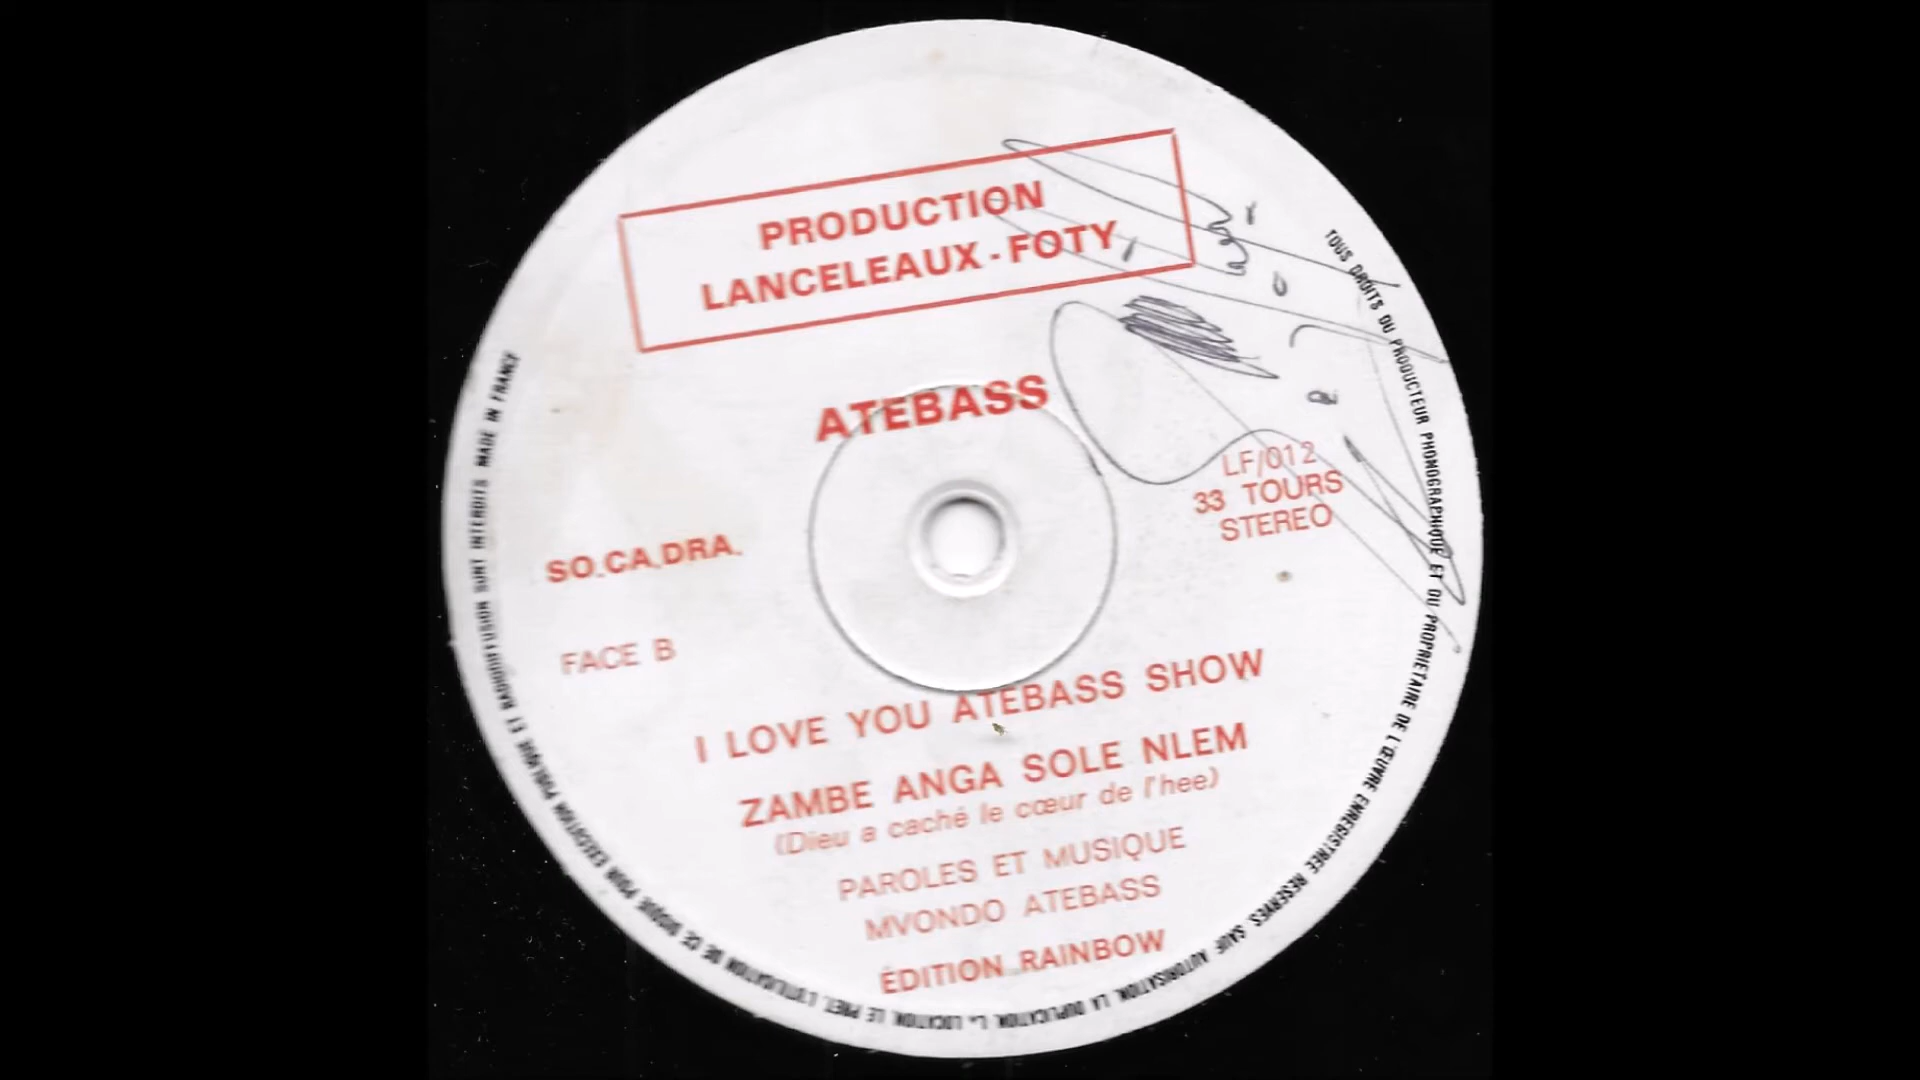 PRODUCTION
LANCELEAUX - FOTY
ATEBASS
LF/012
33 TOURS
STEREO
SO.CA.DRA.
FACE B
I LOVE YOU ATEBASS SHOW
ZAMBE ANGA SOLE NLEM
(Dieu a caché le cœur de l'hee)
PAROLES ET MUSIQUE
MVONDO ATEBASS
ÉDITION RAINBOW
TOUS DROITS DU PRODUCTEUR PHONOGRAPHIQUE ET DU PROPRIETAIRE DE L'ŒUVRE ENREGISTREE RESERVES. SAUF AUTORISATION, LA DUPLICATION, LA LOCATION, LE PRET, L'UTILISATION DE CE DISQUE POUR EXECUTION PUBLIQUE ET RADIODIFFUSION SONT INTERDITS MADE IN FRANCE